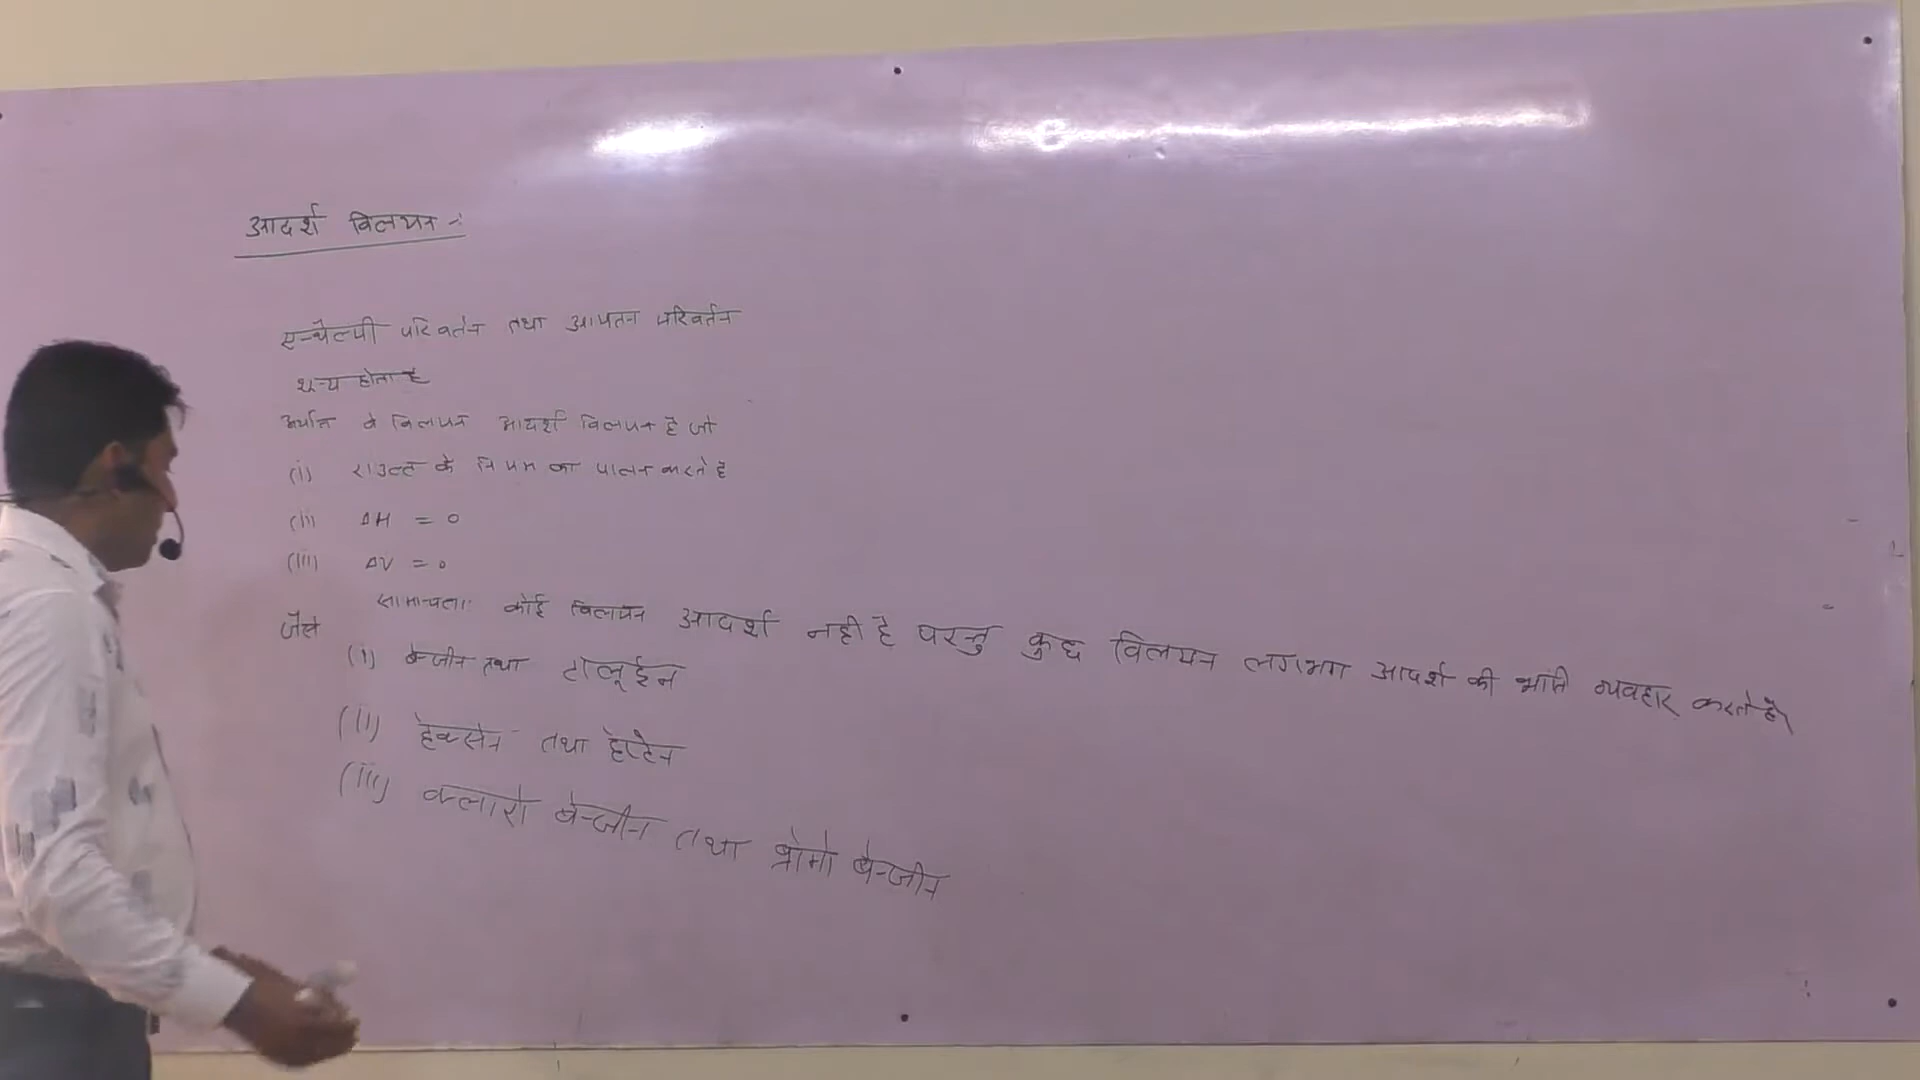 आदर्श विलयन :-
एन्थैल्पी परिवर्तन तथा आयतन परिवर्तन
शून्य होता है
अर्थात वे विलयन आदर्श विलयन है जो
(i) राउल्ट के नियम का पालन करते है
(ii) ΔH = 0
(iii) ΔV = 0
सामान्यता: कोई विलयन आदर्श नही है परन्तु कुछ विलयन लगभग आदर्श की भांति व्यवहार करते है।
जैसे
(i) बेन्जीन तथा टॉलूईन
(ii) हेक्सेन तथा हेप्टेन
(iii) क्लोरो बेन्जीन तथा ब्रोमो बेन्जीन